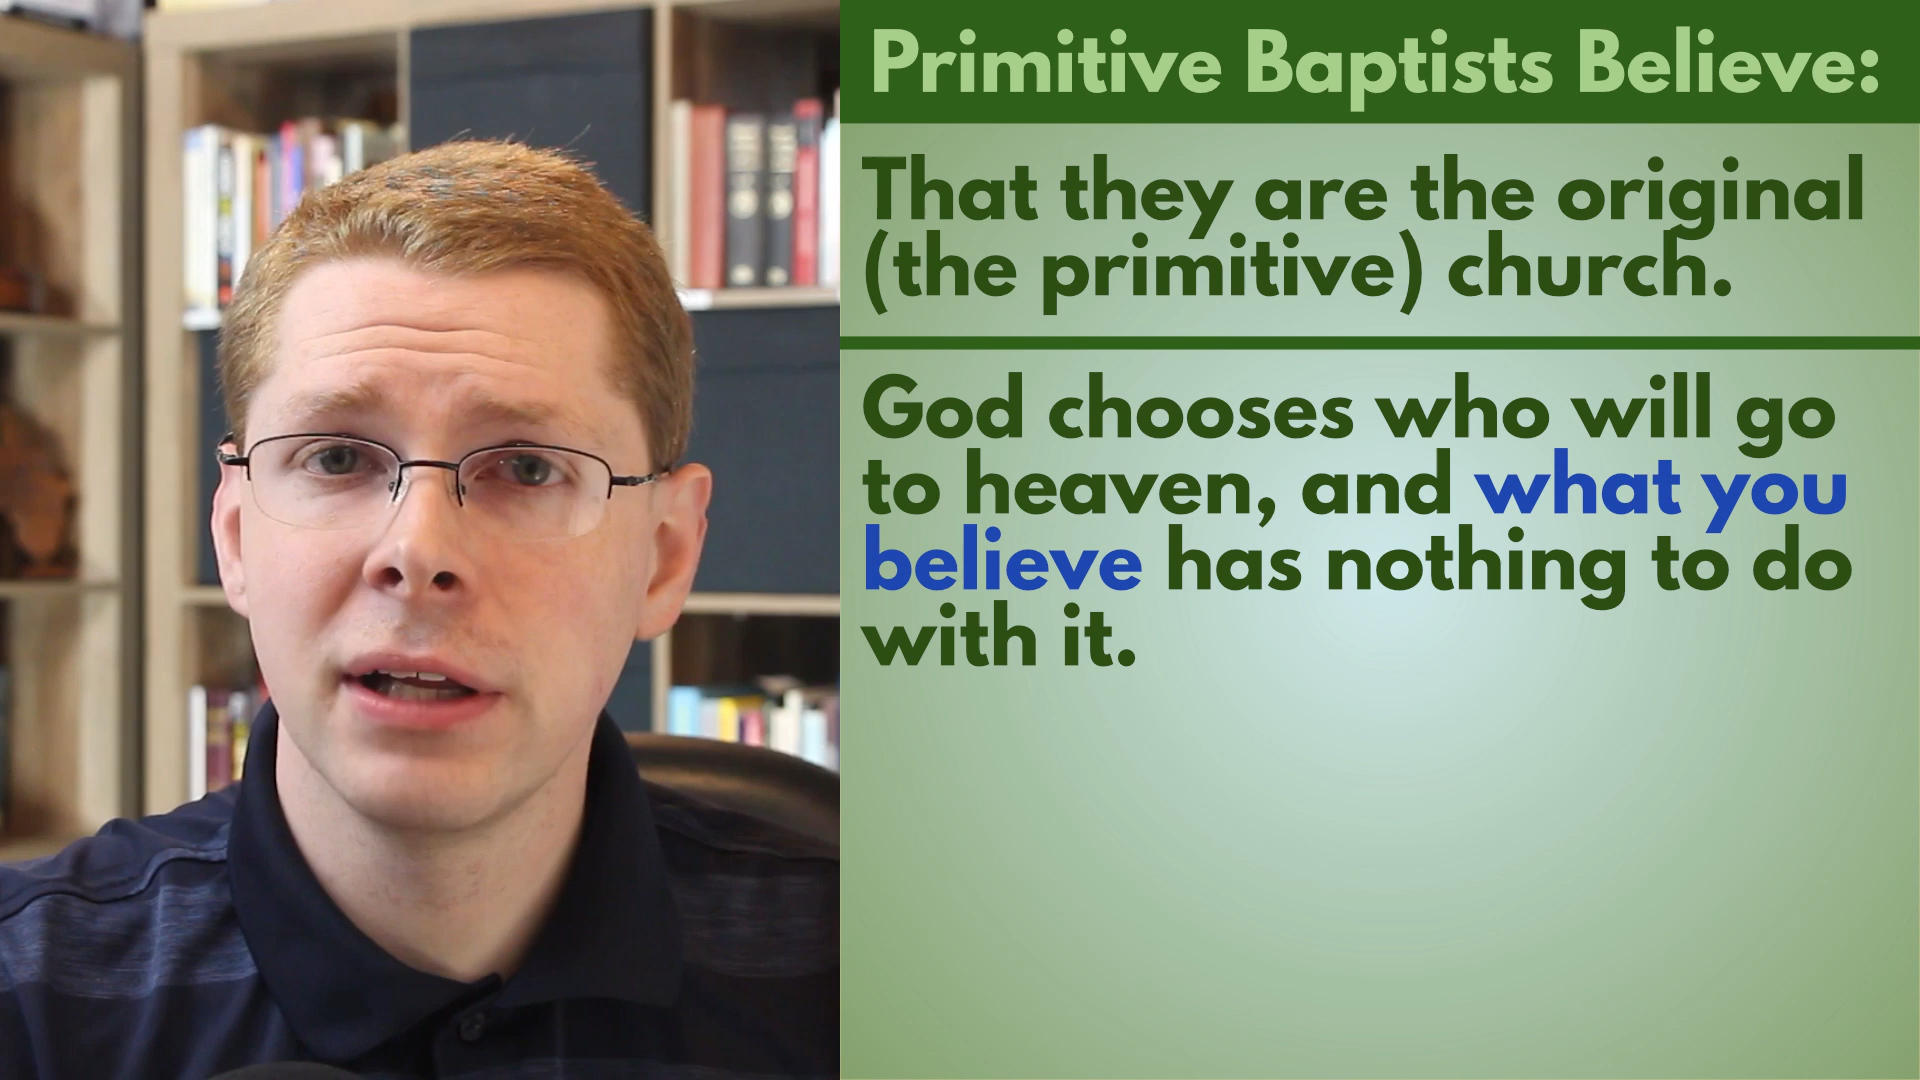 Primitive Baptists Believe:
That they are the original
(the primitive) church.
God chooses who will go
to heaven, and what you
believe has nothing to do
with it.